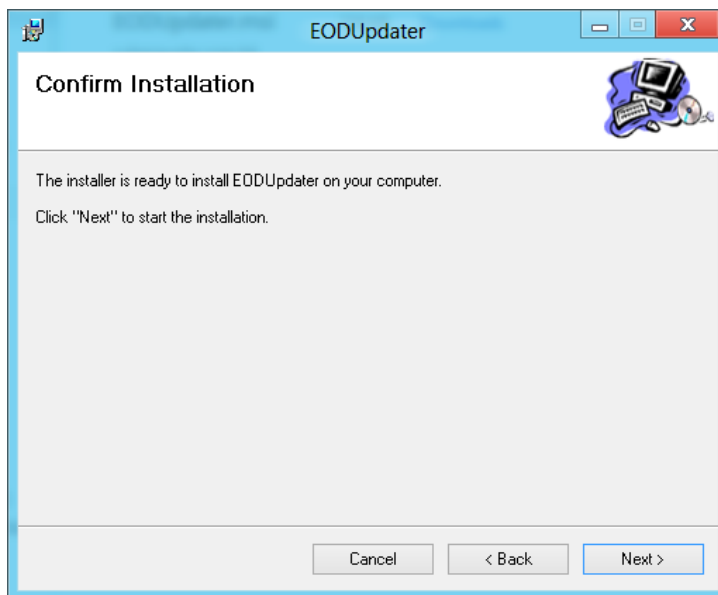 EODUpdater
Confirm Installation
The installer is ready to install EODUpdater on your computer.
Click "Next" to start the installation.
Cancel
< Back
Next >